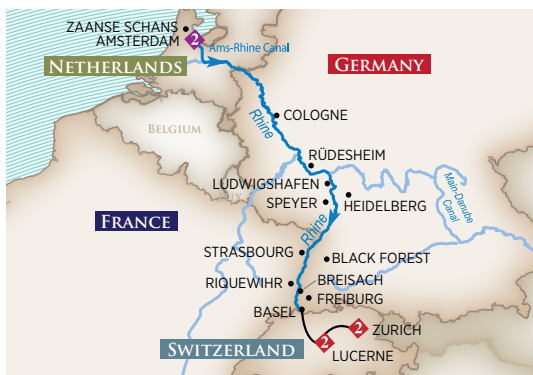 ZAANSE SCHANS
AMSTERDAM
2
Ams-Rhine Canal
NETHERLANDS
GERMANY
BELGIUM
Rhine
COLOGNE
RÜDESHEIM
LUDWIGSHAFEN
SPEYER
HEIDELBERG
Main-Danube
Canal
FRANCE
Rhine
STRASBOURG
BLACK FOREST
RIQUEWIHR
BREISACH
FREIBURG
BASEL
2
ZURICH
SWITZERLAND
2
LUCERNE